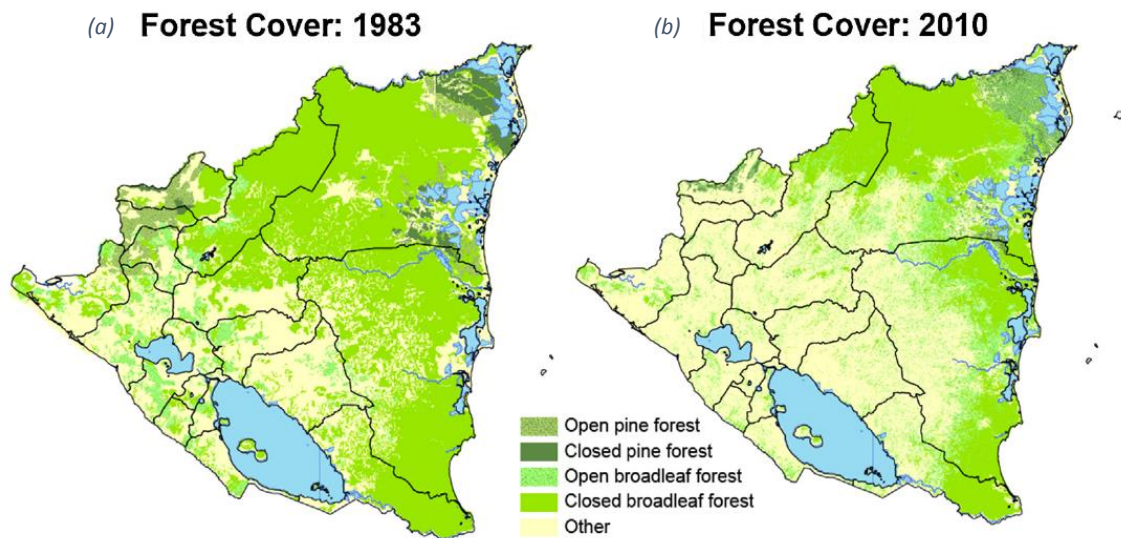 (a) Forest Cover: 1983
(b) Forest Cover: 2010
Open pine forest
Closed pine forest
Open broadleaf forest
Closed broadleaf forest
Other